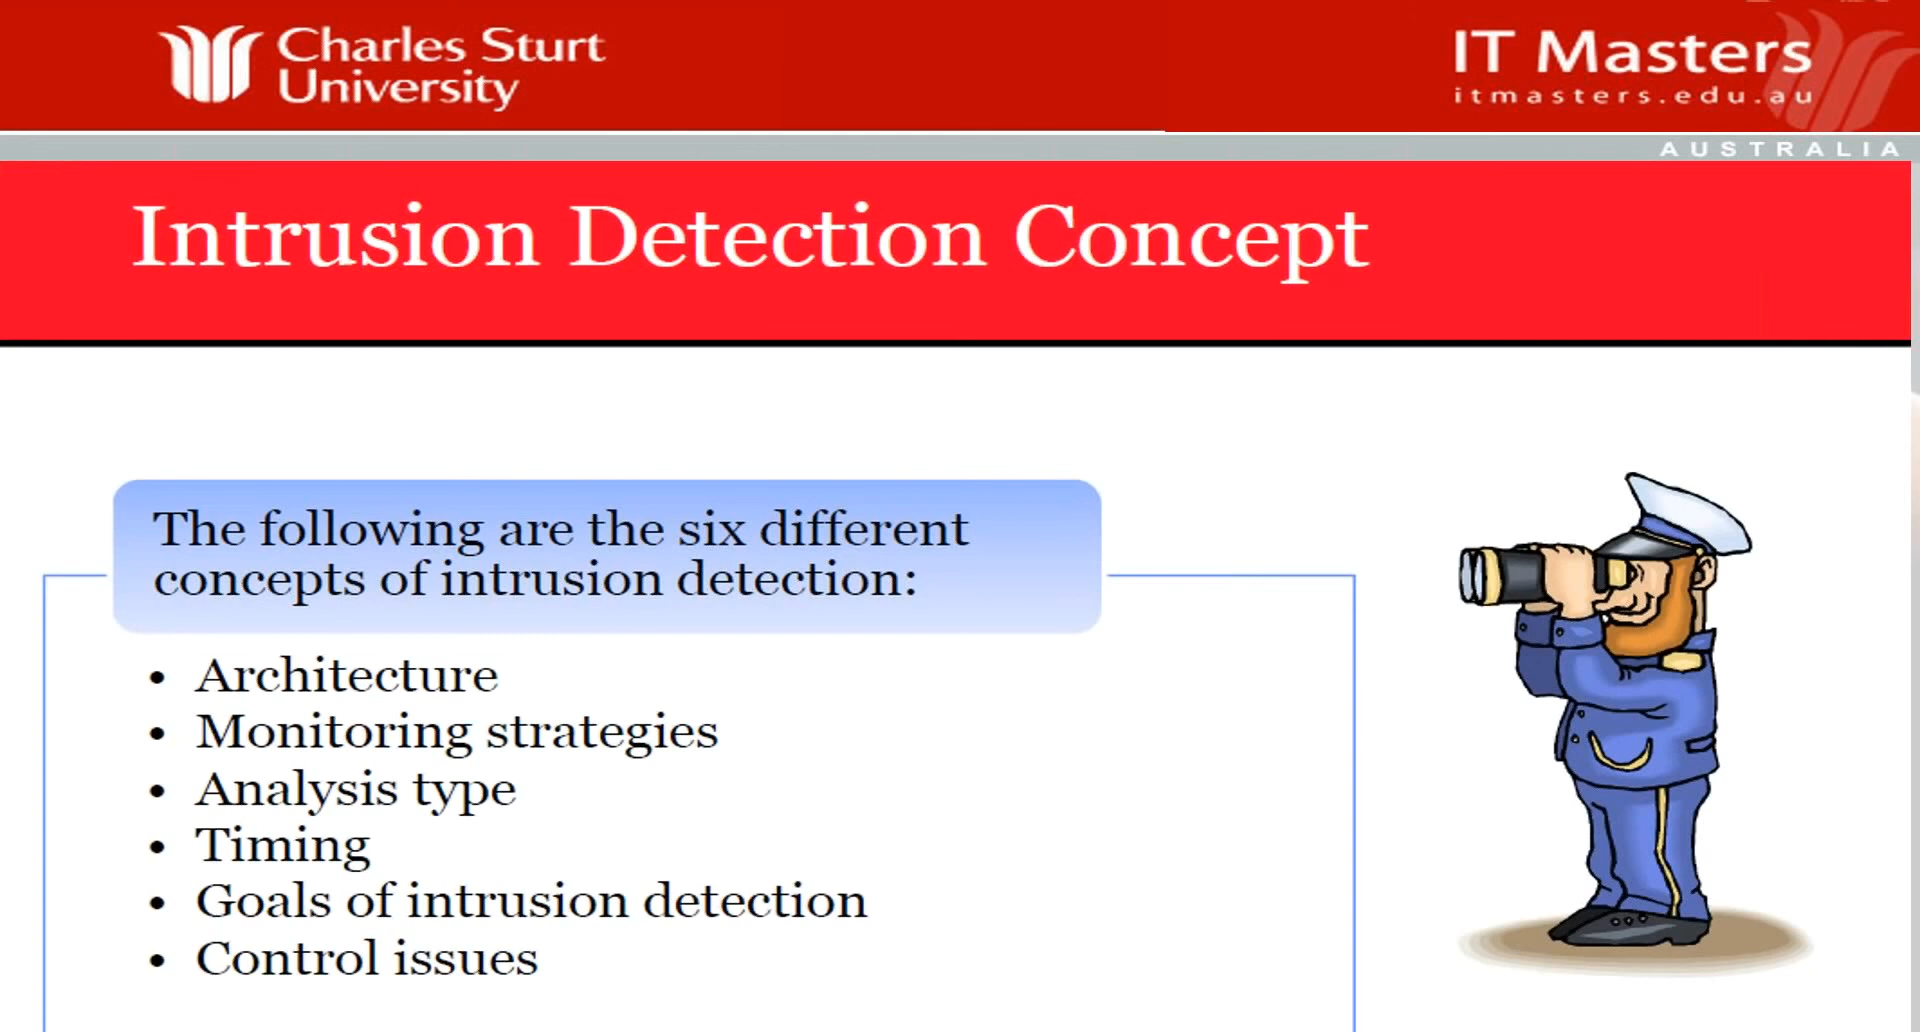 Charles Sturt
University
IT Masters
itmasters.edu.au
AUSTRALIA
Intrusion Detection Concept
The following are the six different
concepts of intrusion detection:
• Architecture
• Monitoring strategies
• Analysis type
• Timing
• Goals of intrusion detection
• Control issues